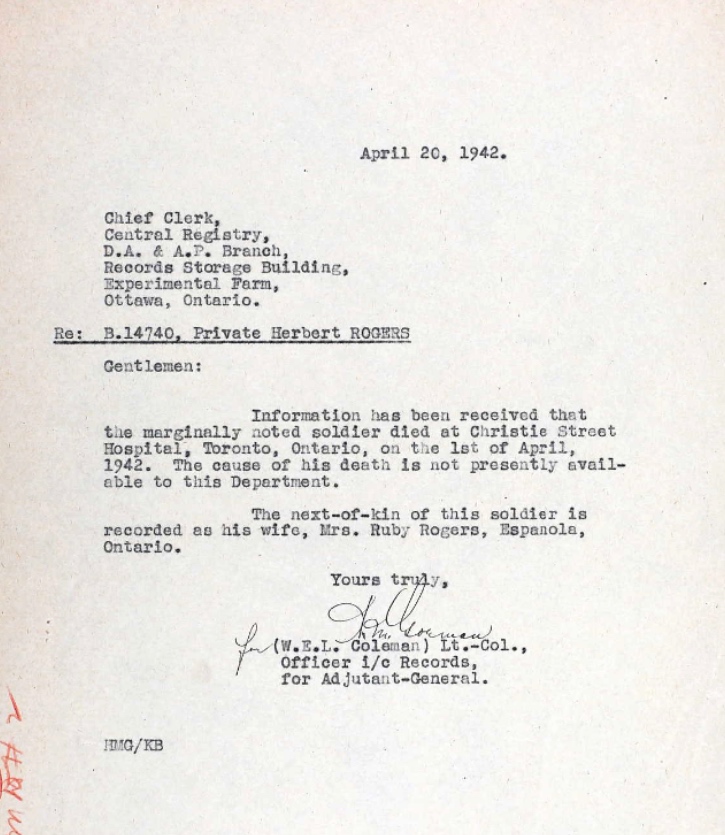 April 20, 1942.
Chief Clerk,
Central Registry,
D.A. & A.P. Branch,
Records Storage Building,
Experimental Farm,
Ottawa, Ontario.
Re: B.14740, Private Herbert ROGERS
Gentlemen:
Information has been received that
the marginally noted soldier died at Christie Street
Hospital, Toronto, Ontario, on the 1st of April,
1942. The cause of his death is not presently avail-
able to this Department.
The next-of-kin of this soldier is
recorded as his wife, Mrs. Ruby Rogers, Espanola,
Ontario.
Yours truly,
for (W.E.L. Coleman) Lt.-Col.,
Officer i/c Records,
for Adjutant-General.
HMG/KB